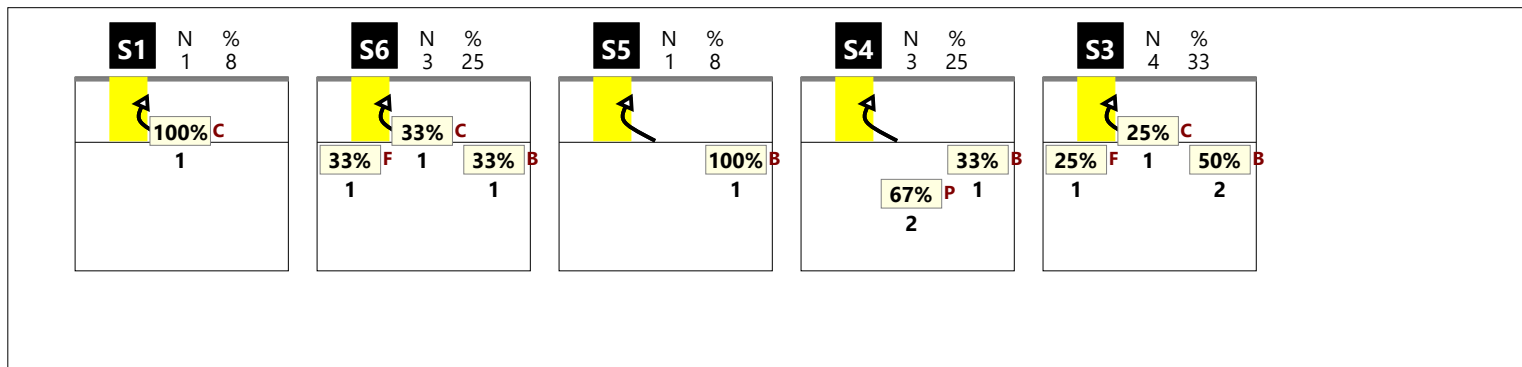 S1 N % S6 N % S5 N % S4 N % S3 N %
1 8 3 25 1 8 3 25 4 33
100% C 33% C 25% C
1 33% F 1 33% B 100% B 33% B 25% F 1 50% B
1 1 1 67% P 1 1 2
2